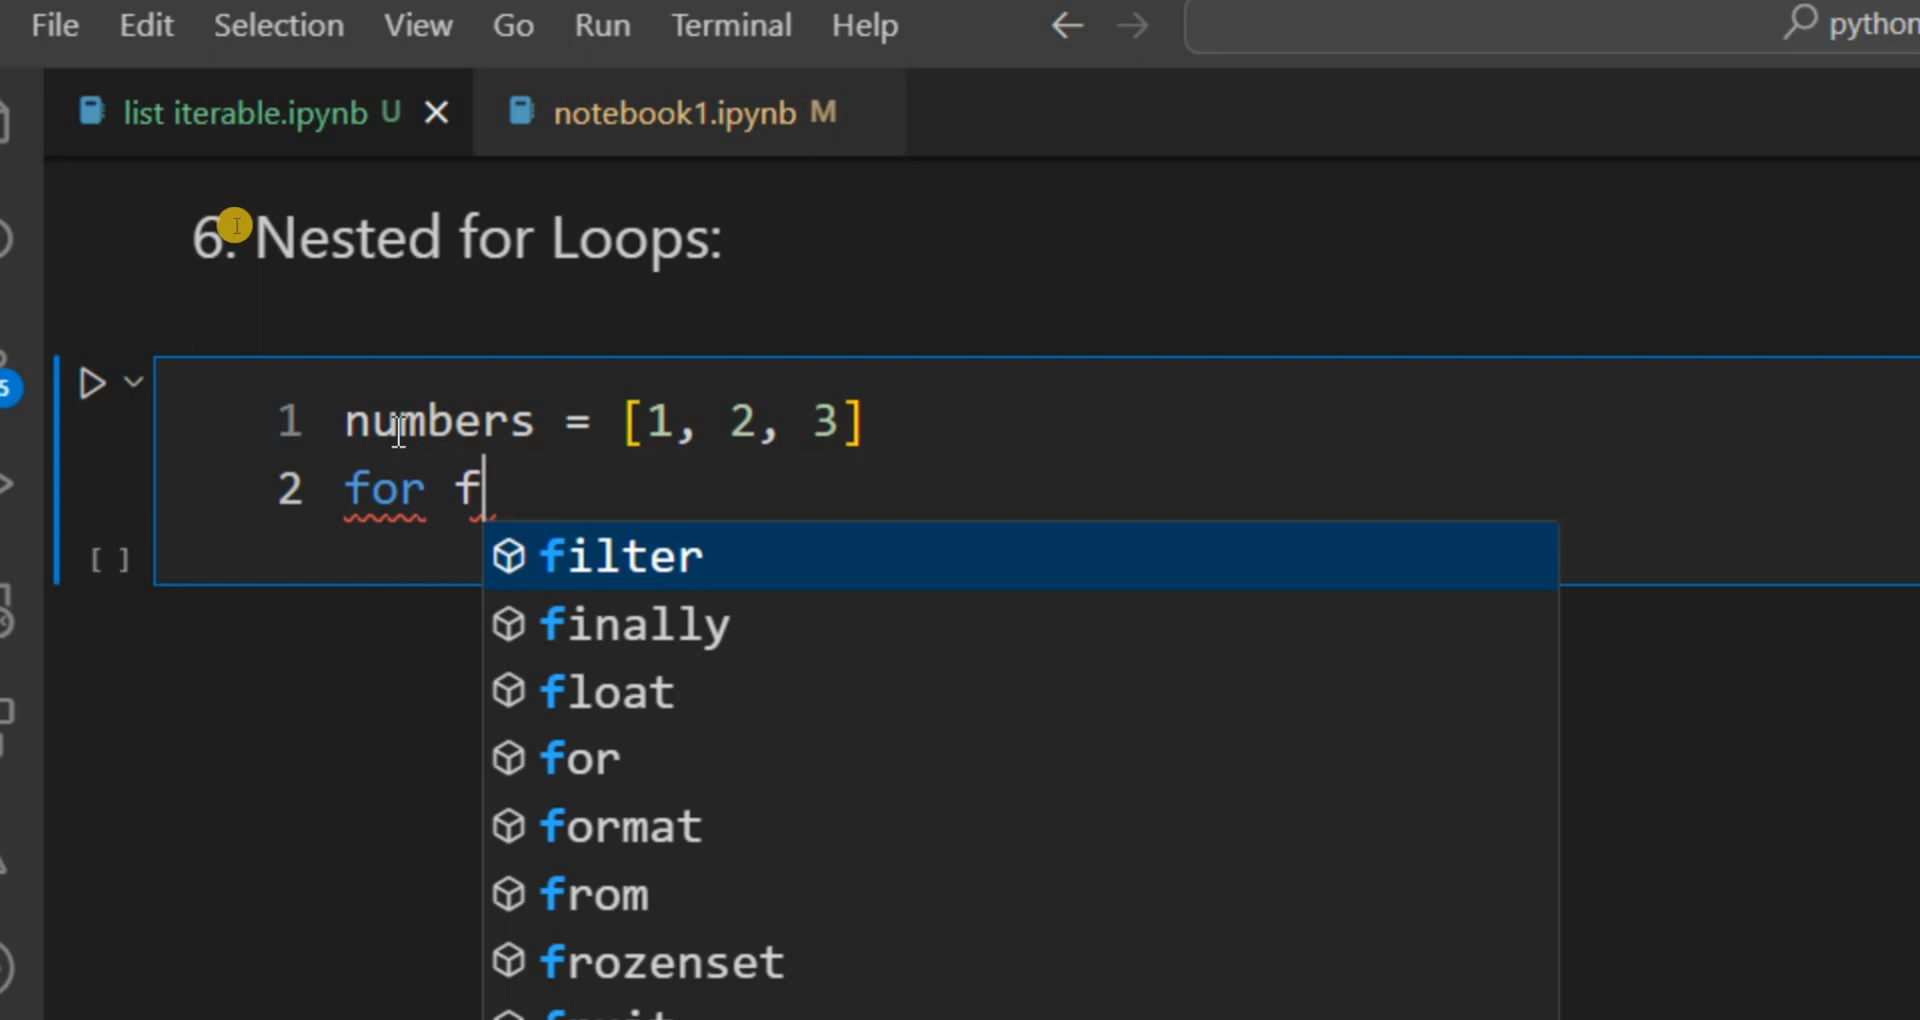 File Edit Selection View Go Run Terminal Help ← → python
list iterable.ipynb U × notebook1.ipynb M
6. Nested for Loops:
1 numbers = [1, 2, 3]
2 for f
[ ]
filter
finally
float
for
format
from
frozenset